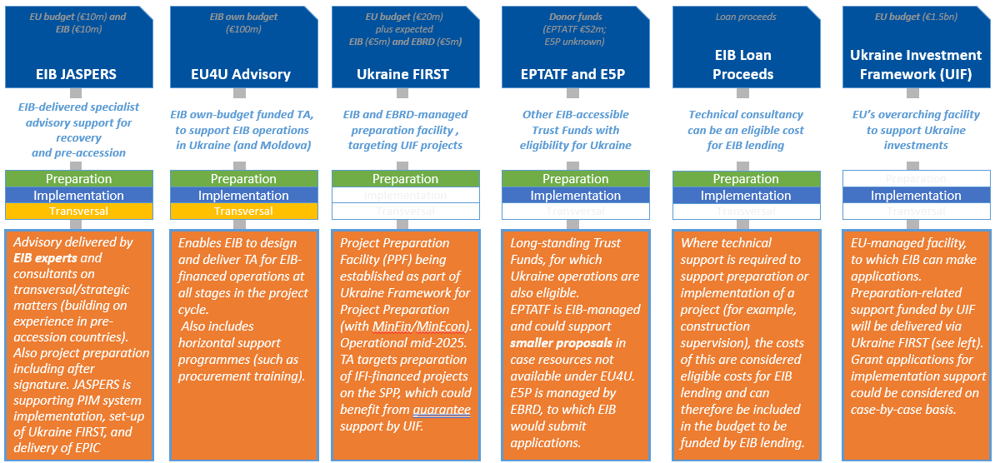 EU budget (€10m) and
EIB (€10m)
EIB JASPERS
EIB-delivered specialist
advisory support for
recovery
and pre-accession
Preparation
Implementation
Transversal
Advisory delivered by
EIB experts and
consultants on
transversal/strategic
matters (building on
experience in pre-
accession countries).
Also project preparation
including after
signature. JASPERS is
supporting PIM system
implementation, set-up
of Ukraine FIRST, and
delivery of EPIC
EIB own budget
(€100m)
EU4U Advisory
EIB own-budget funded TA,
to support EIB operations
in Ukraine (and Moldova)
Preparation
Implementation
Transversal
Enables EIB to design
and deliver TA for EIB-
financed operations at
all stages in the project
cycle.
Also includes
horizontal support
programmes (such as
procurement training).
EU budget (€20m)
plus expected
EIB (€5m) and EBRD (€5m)
Ukraine FIRST
EIB and EBRD-managed
preparation facility ,
targeting UIF projects
Preparation
Implementation
Transversal
Project Preparation
Facility (PPF) being
established as part of
Ukraine Framework for
Project Preparation
(with MinFin/MinEcon).
Operational mid-2025.
TA targets preparation
of IFI-financed projects
on the SPP, which could
benefit from guarantee
support by UIF.
Donor funds
(EPTATF €52m;
E5P unknown)
EPTATF and E5P
Other EIB-accessible
Trust Funds with
eligibility for Ukraine
Preparation
Implementation
Transversal
Long-standing Trust
Funds, for which
Ukraine operations are
also eligible.
EPTATF is EIB-managed
and could support
smaller proposals in
case resources not
available under EU4U.
E5P is managed by
EBRD, to which EIB
would submit
applications.
Loan proceeds
EIB Loan
Proceeds
Technical consultancy
can be an eligible cost
for EIB lending
Preparation
Implementation
Transversal
Where technical
support is required to
support preparation or
implementation of a
project (for example,
construction
supervision), the costs
of this are considered
eligible costs for EIB
lending and can
therefore be included
in the budget to be
funded by EIB lending.
EU budget (€1.5bn)
Ukraine Investment
Framework (UIF)
EU’s overarching facility
to support Ukraine
investments
Preparation
Implementation
Transversal
EU-managed facility,
to which EIB can make
applications.
Preparation-related
support funded by UIF
will be delivered via
Ukraine FIRST (see left).
Grant applications for
implementation support
could be considered on
case-by-case basis.